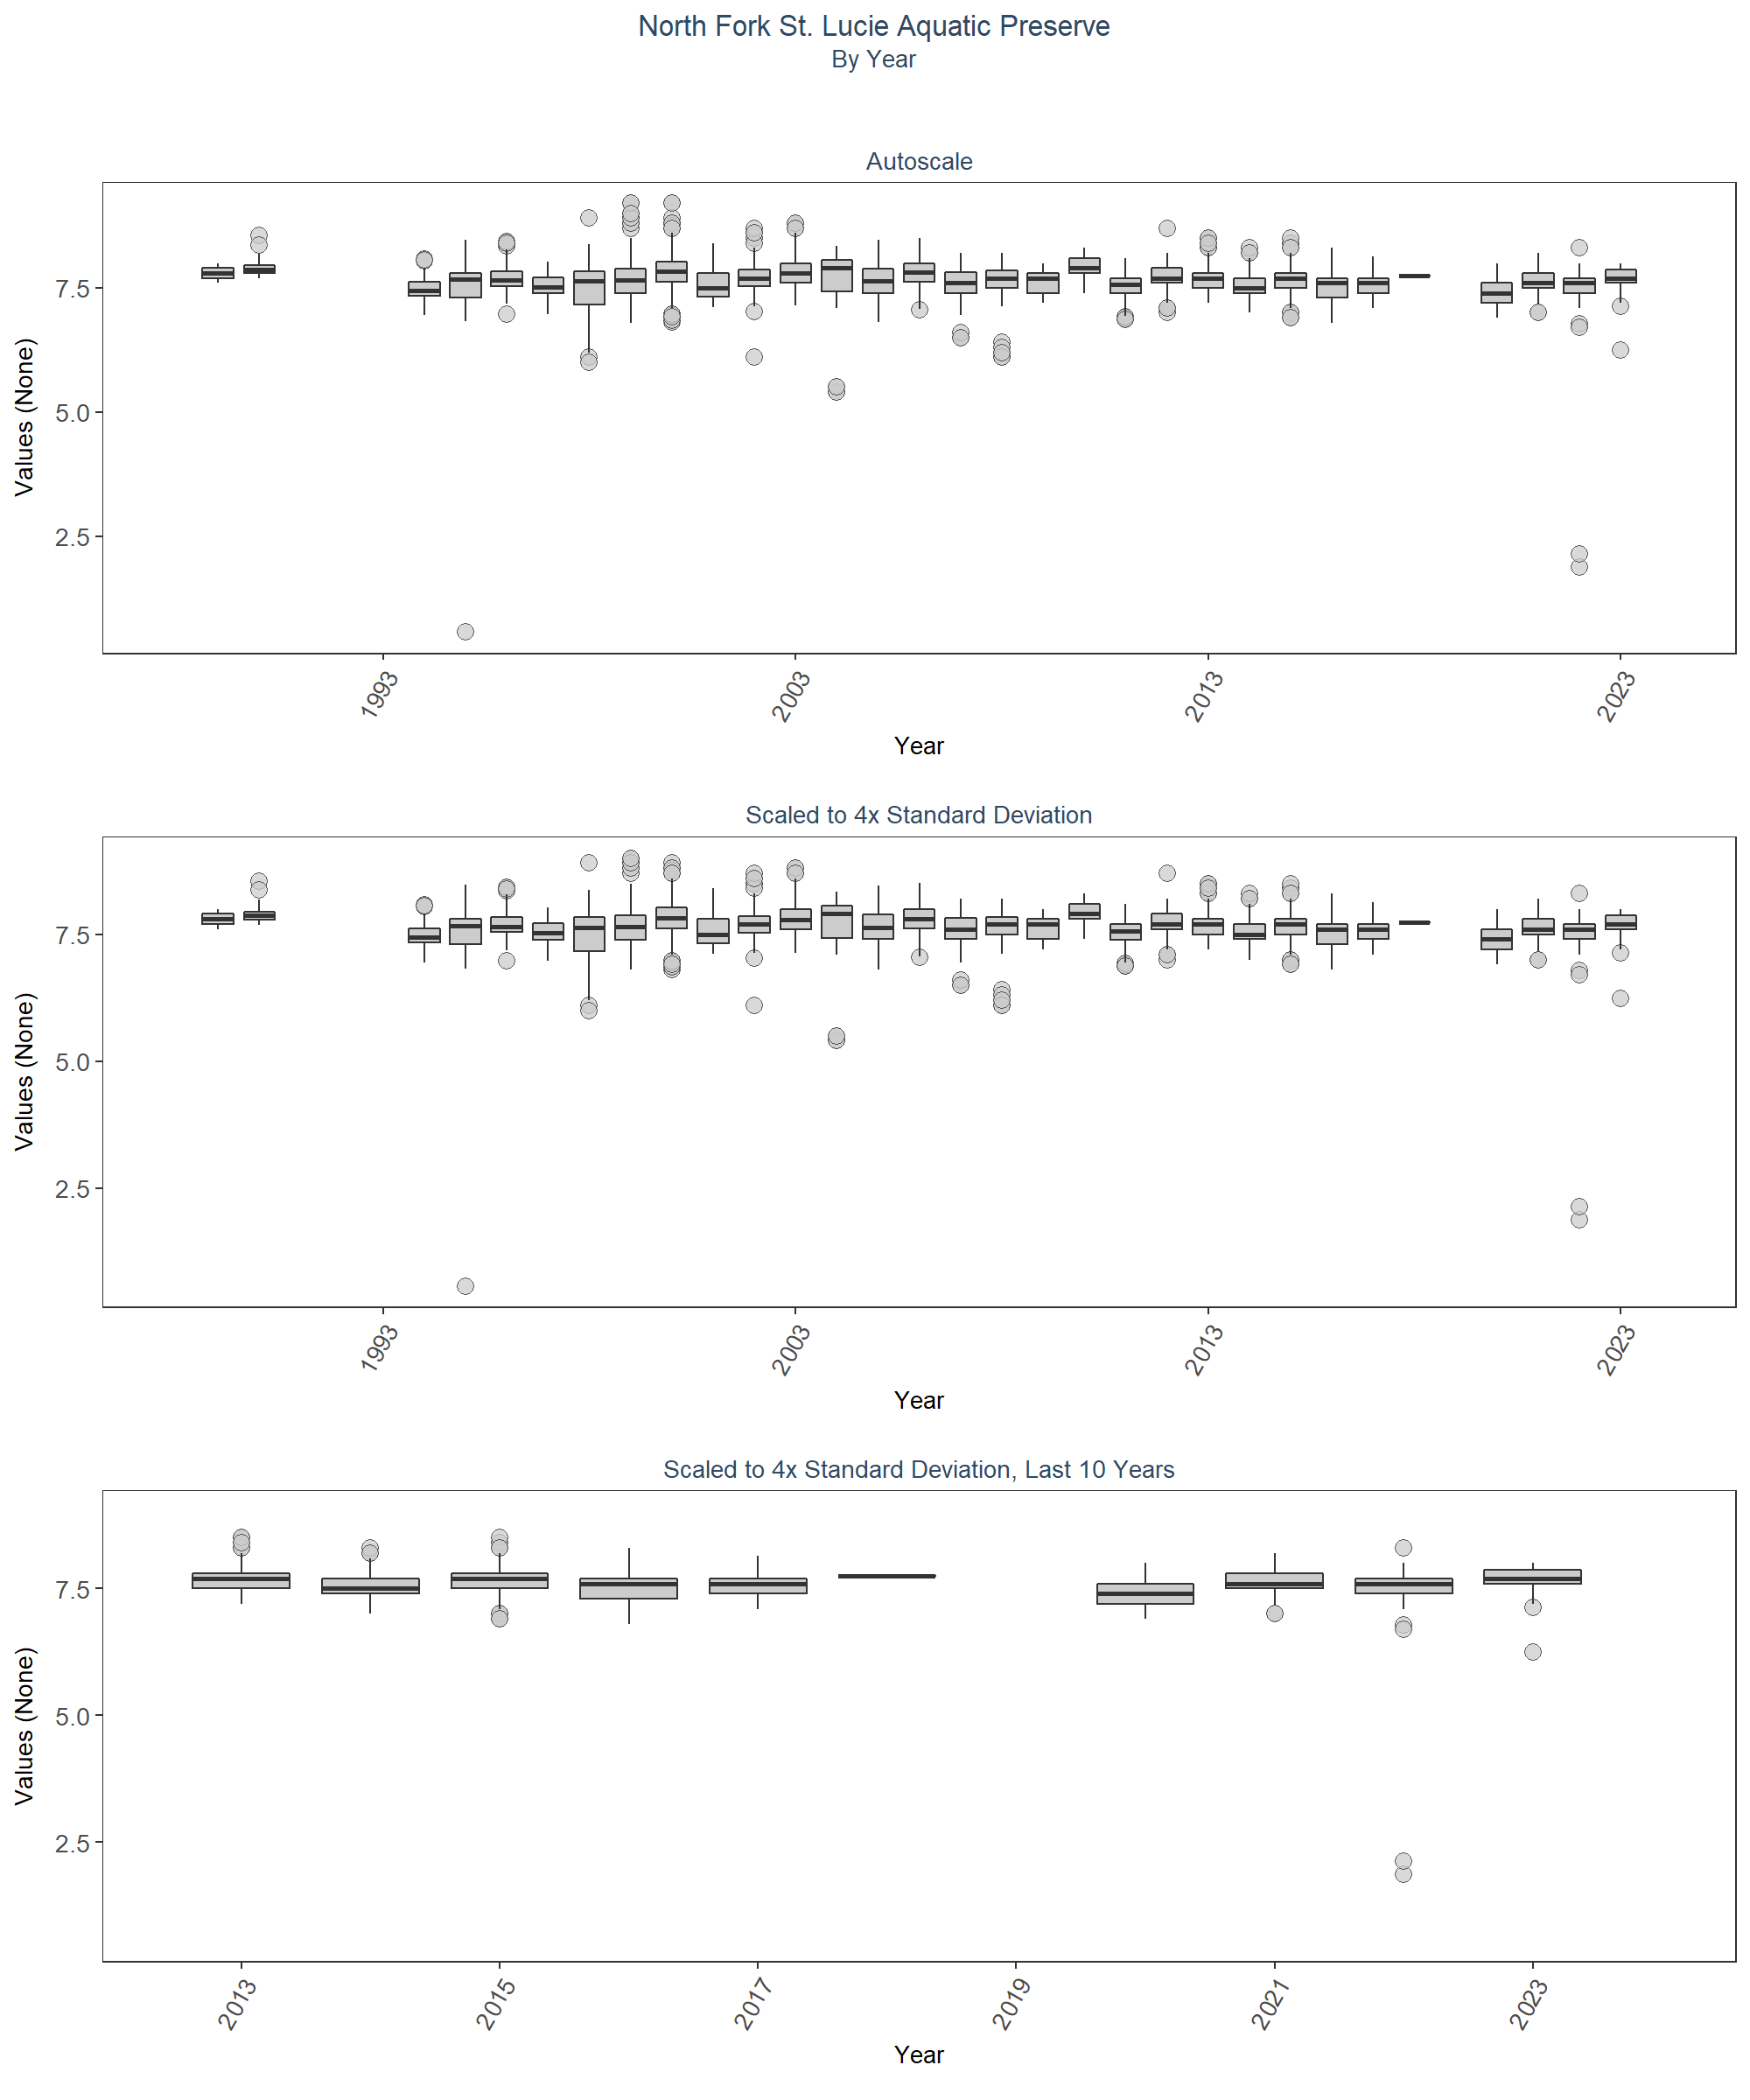 North Fork St. Lucie Aquatic Preserve
By Year
Autoscale
Values (None)
7.5
5.0
2.5
1993
2003
2013
2023
Year
Scaled to 4x Standard Deviation
Values (None)
7.5
5.0
2.5
1993
2003
2013
2023
Year
Scaled to 4x Standard Deviation, Last 10 Years
Values (None)
7.5
5.0
2.5
2013
2015
2017
2019
2021
2023
Year